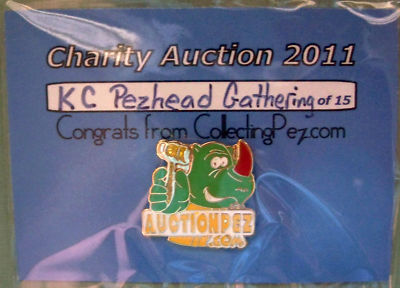 Charity Auction 2011
KC Pezhead Gathering of 15
Congrats from CollectingPez.com
AUCTIONPEZ
.com